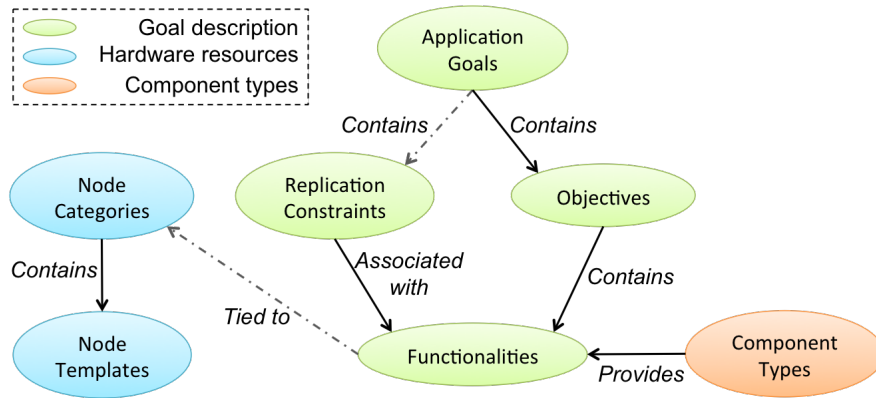 Goal description
Hardware resources
Component types
Application
Goals
Contains
Contains
Node
Categories
Replication
Constraints
Objectives
Contains
Associated
with
Contains
Tied to
Node
Templates
Functionalities
Provides
Component
Types